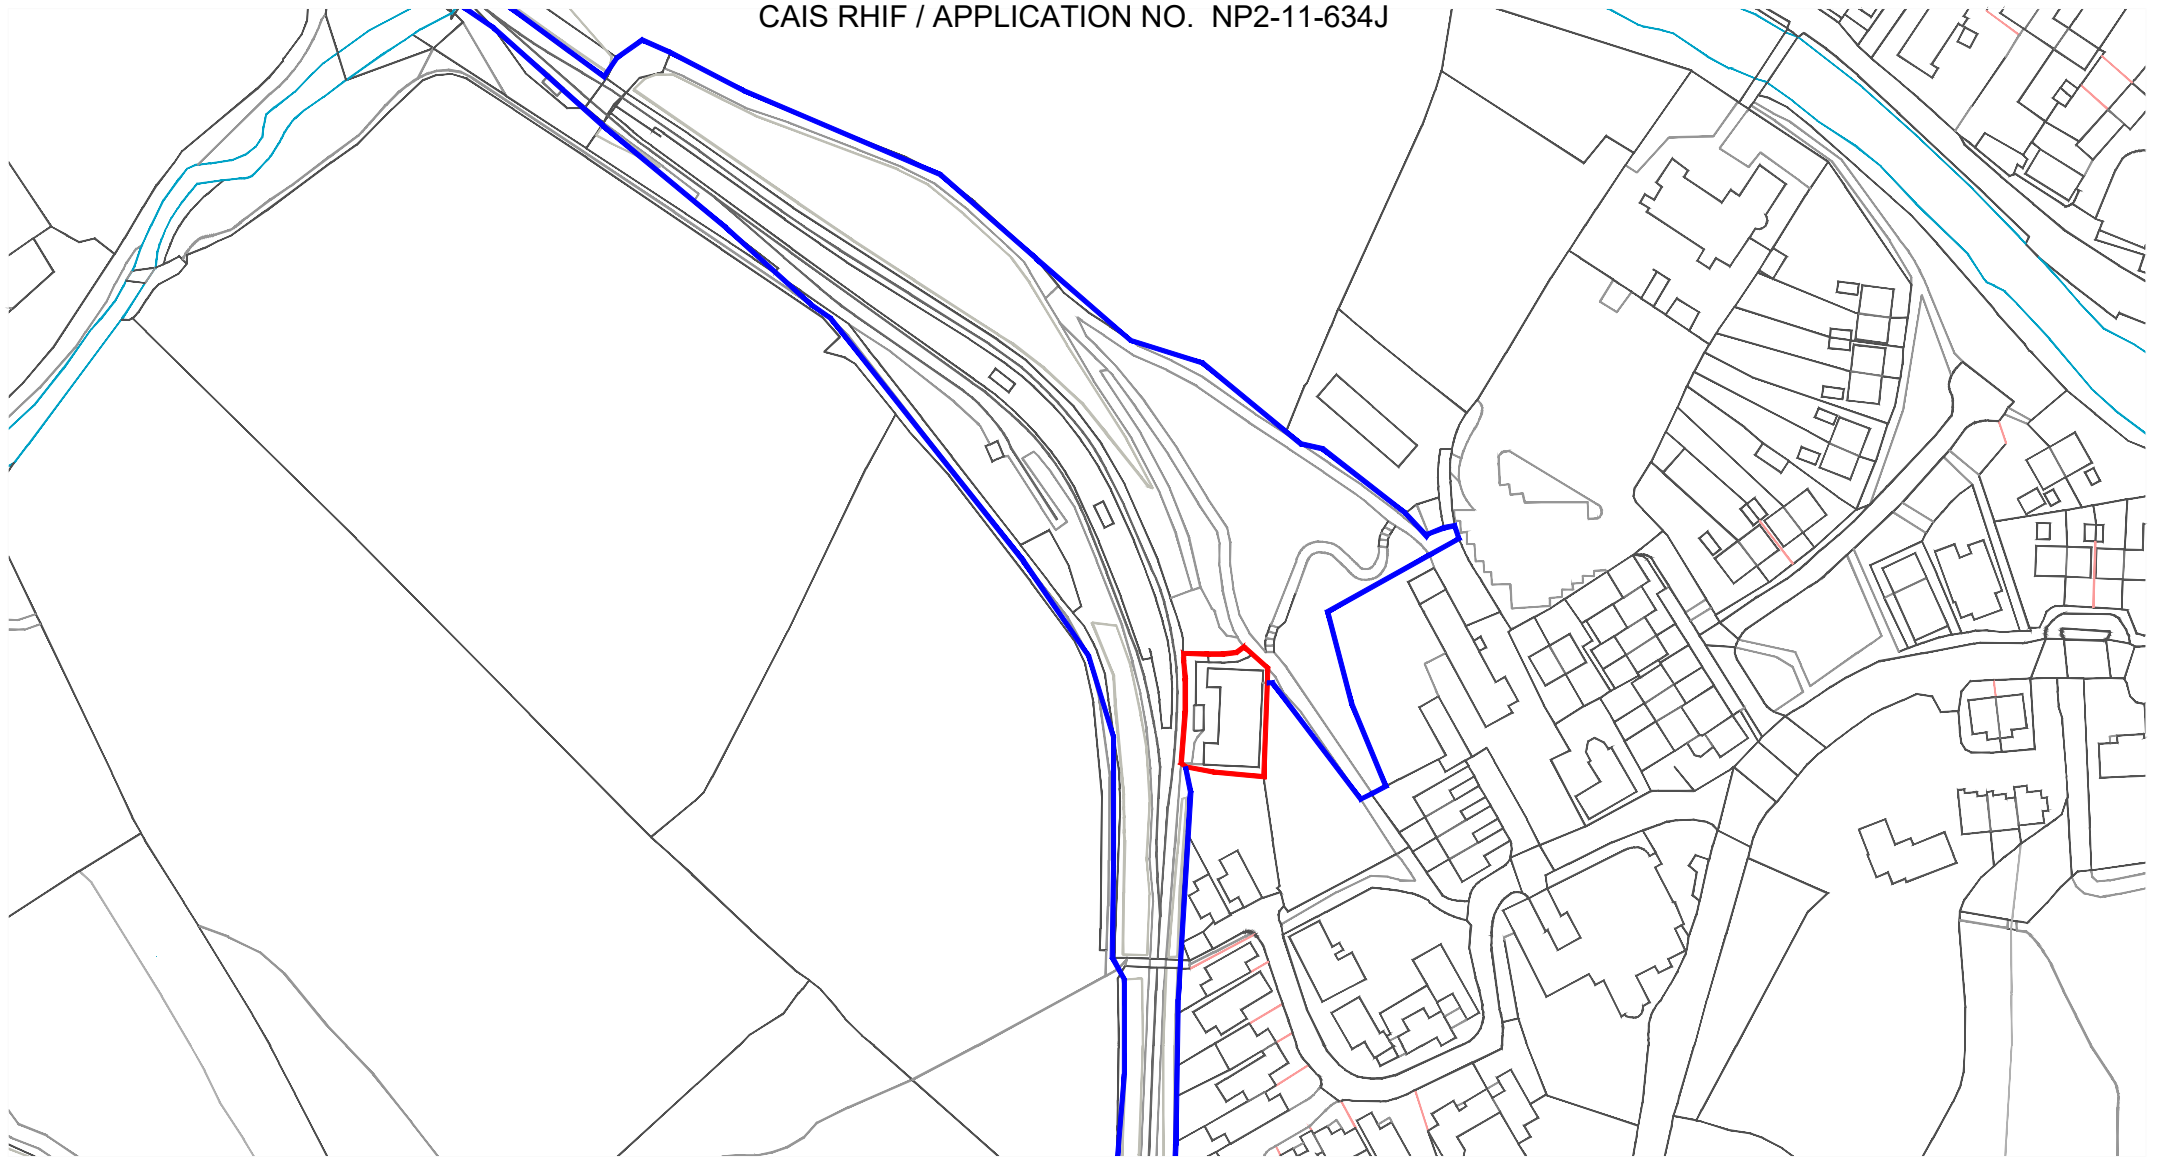 CAIS RHIF / APPLICATION NO. NP2-11-634J